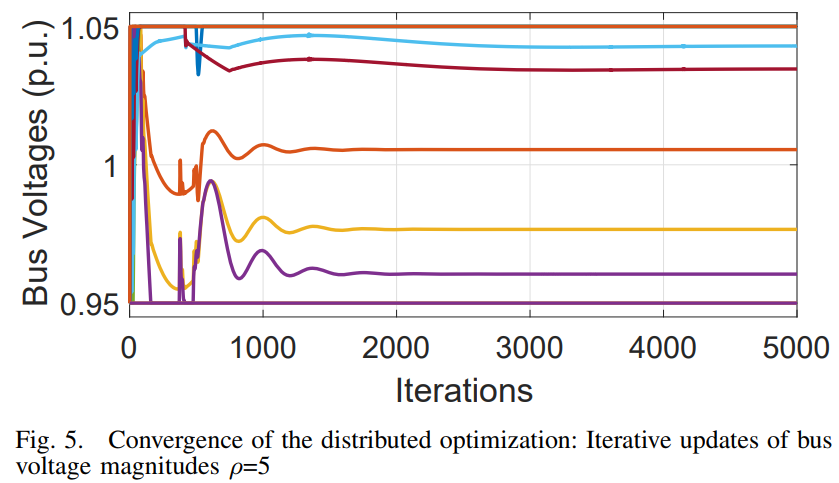 1.05
1
0.95
Bus Voltages (p.u.)
0 1000 2000 3000 4000 5000
Iterations
Fig. 5. Convergence of the distributed optimization: Iterative updates of bus
voltage magnitudes ρ=5